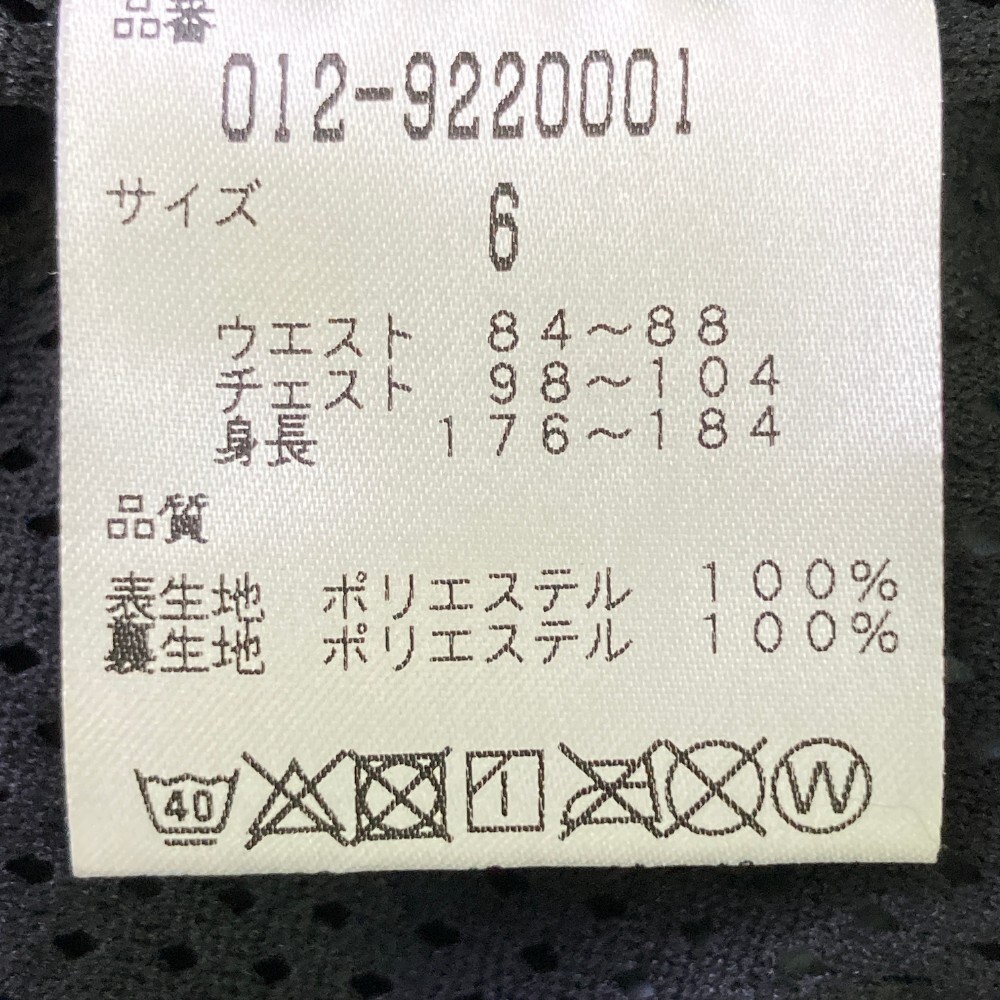 品番
012-9220001
サイズ 6
ウエスト 84～88
チェスト 98～104
身長 176～184
品質
表生地 ポリエステル 100%
裏生地 ポリエステル 100%
40 W